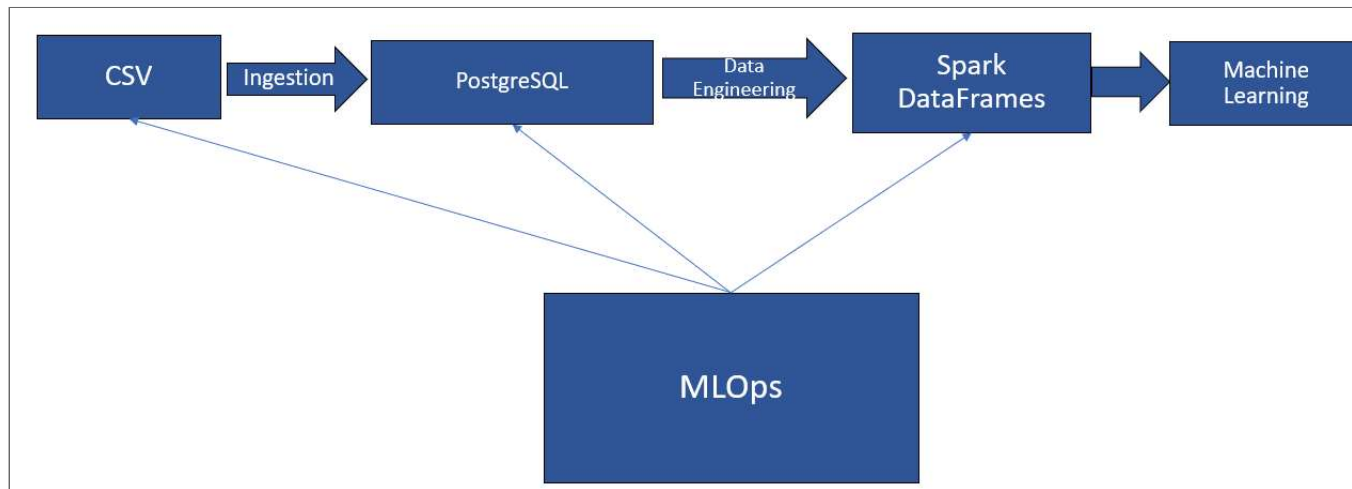 CSV
Ingestion
PostgreSQL
Data
Engineering
Spark
DataFrames
Machine
Learning
MLOps